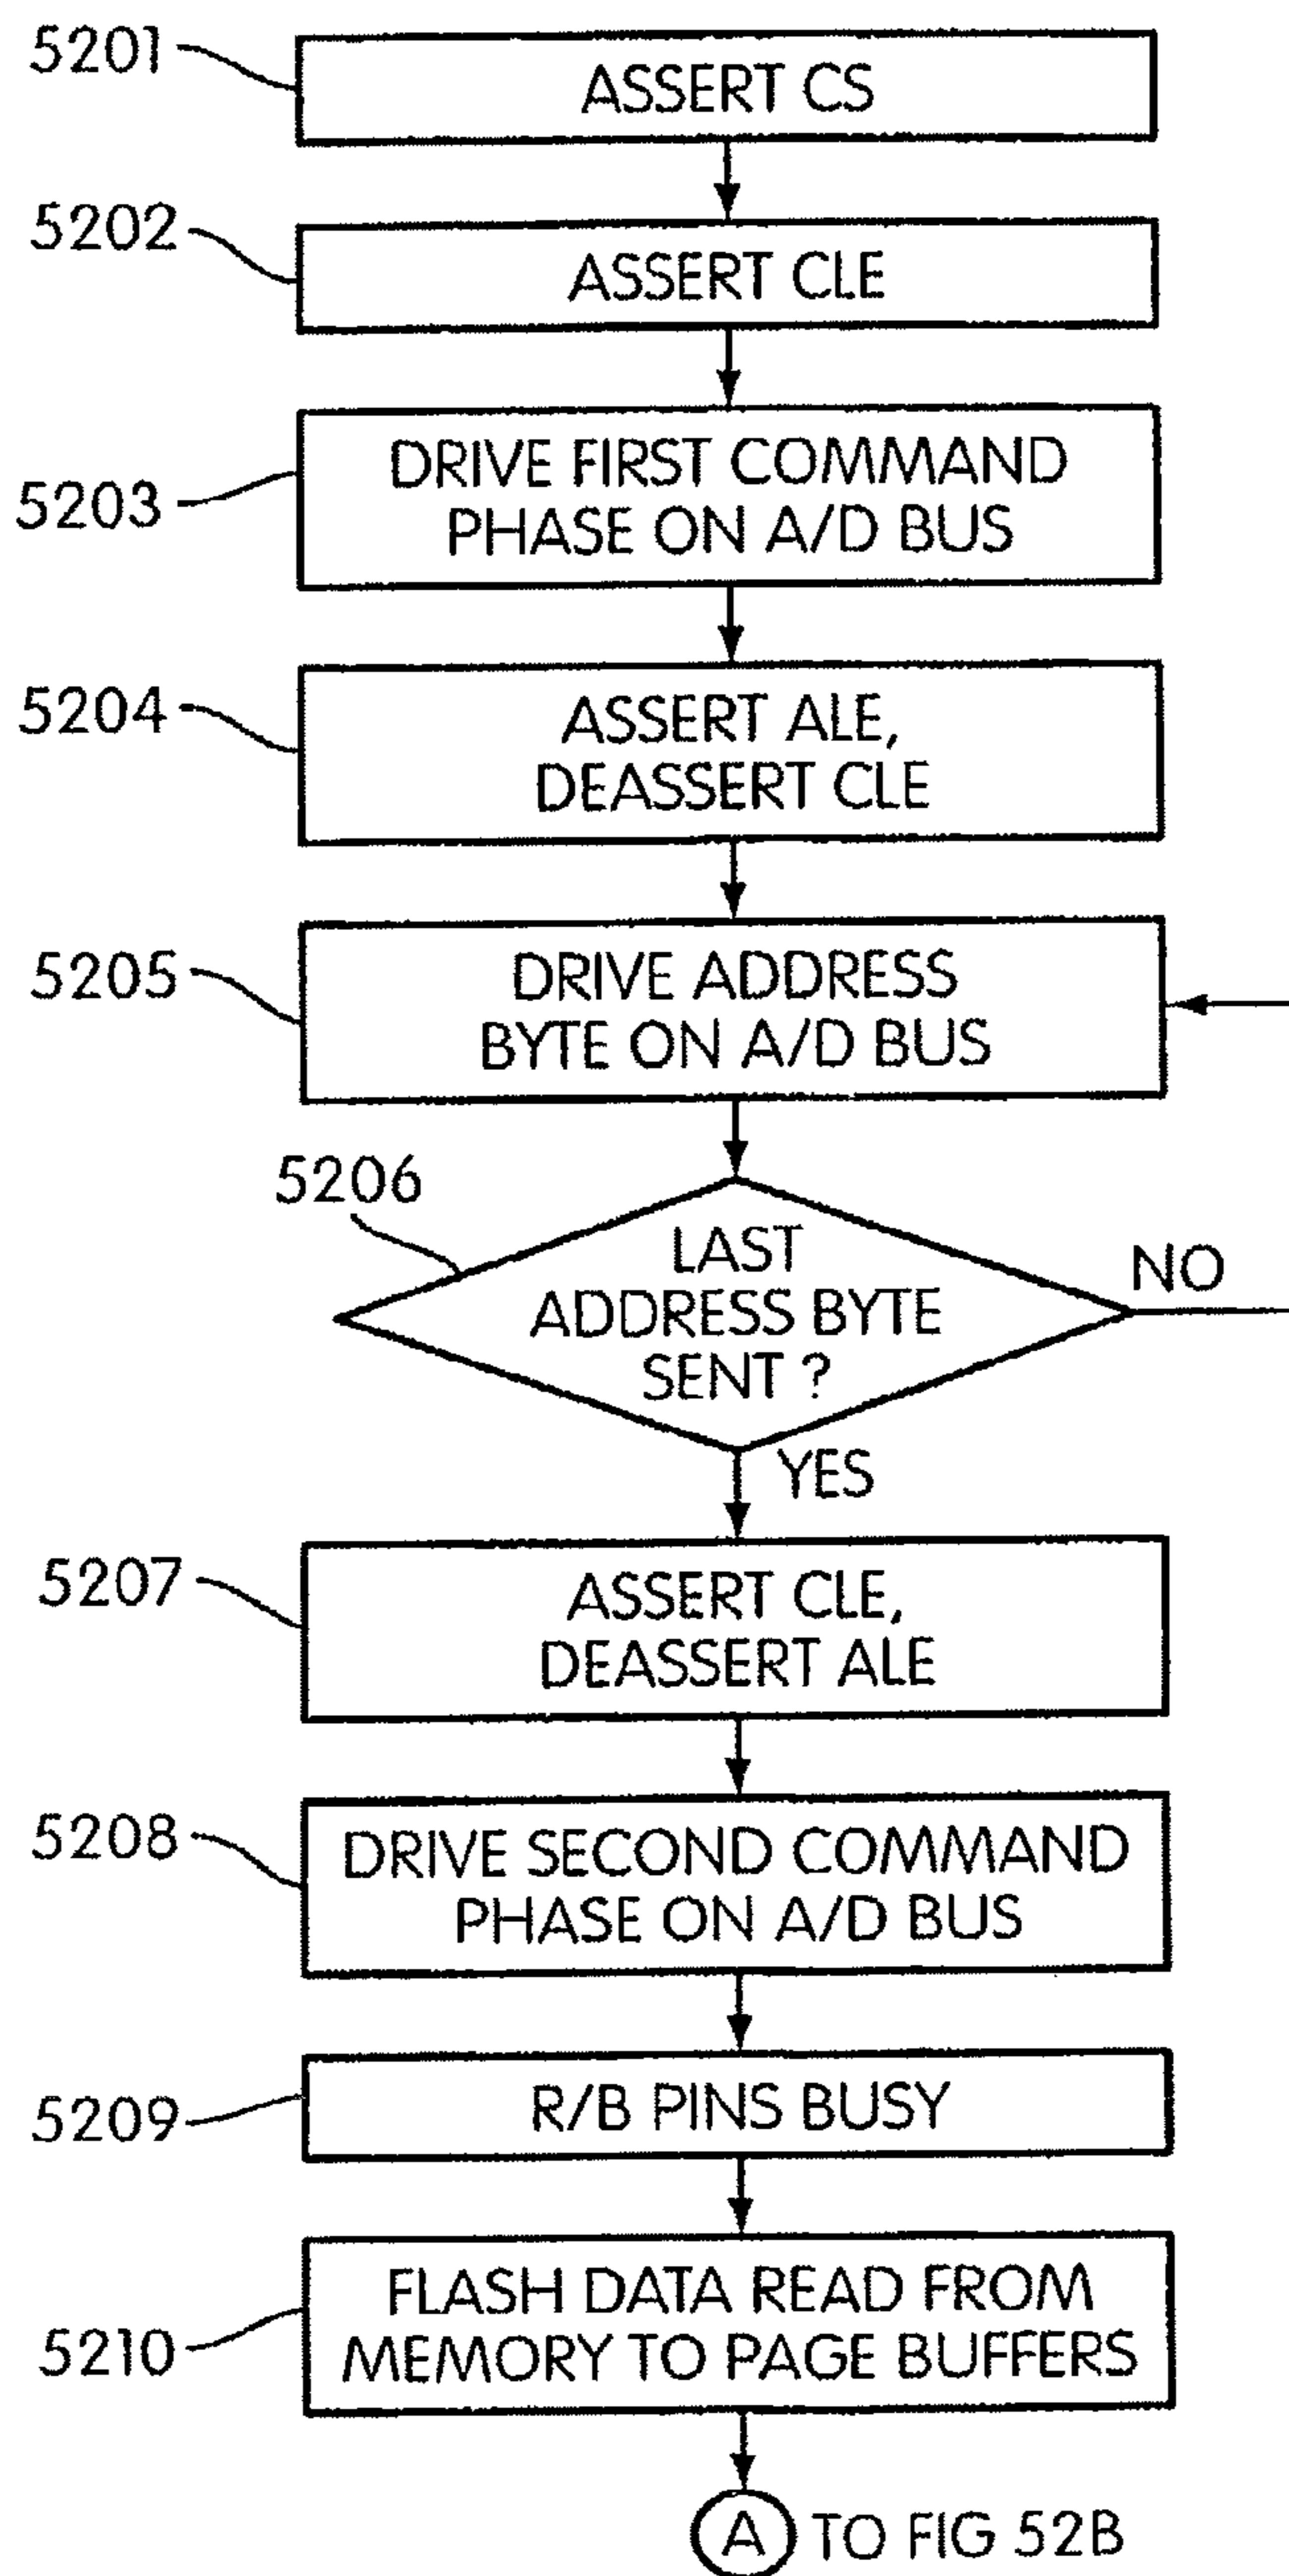 5201
ASSERT CS
5202
ASSERT CLE
5203
DRIVE FIRST COMMAND
PHASE ON A/D BUS
5204
ASSERT ALE,
DEASSERT CLE
5205
DRIVE ADDRESS
BYTE ON A/D BUS
5206
LAST
ADDRESS BYTE
SENT ?
NO
YES
5207
ASSERT CLE,
DEASSERT ALE
5208
DRIVE SECOND COMMAND
PHASE ON A/D BUS
5209
R/B PINS BUSY
5210
FLASH DATA READ FROM
MEMORY TO PAGE BUFFERS
A TO FIG 52B